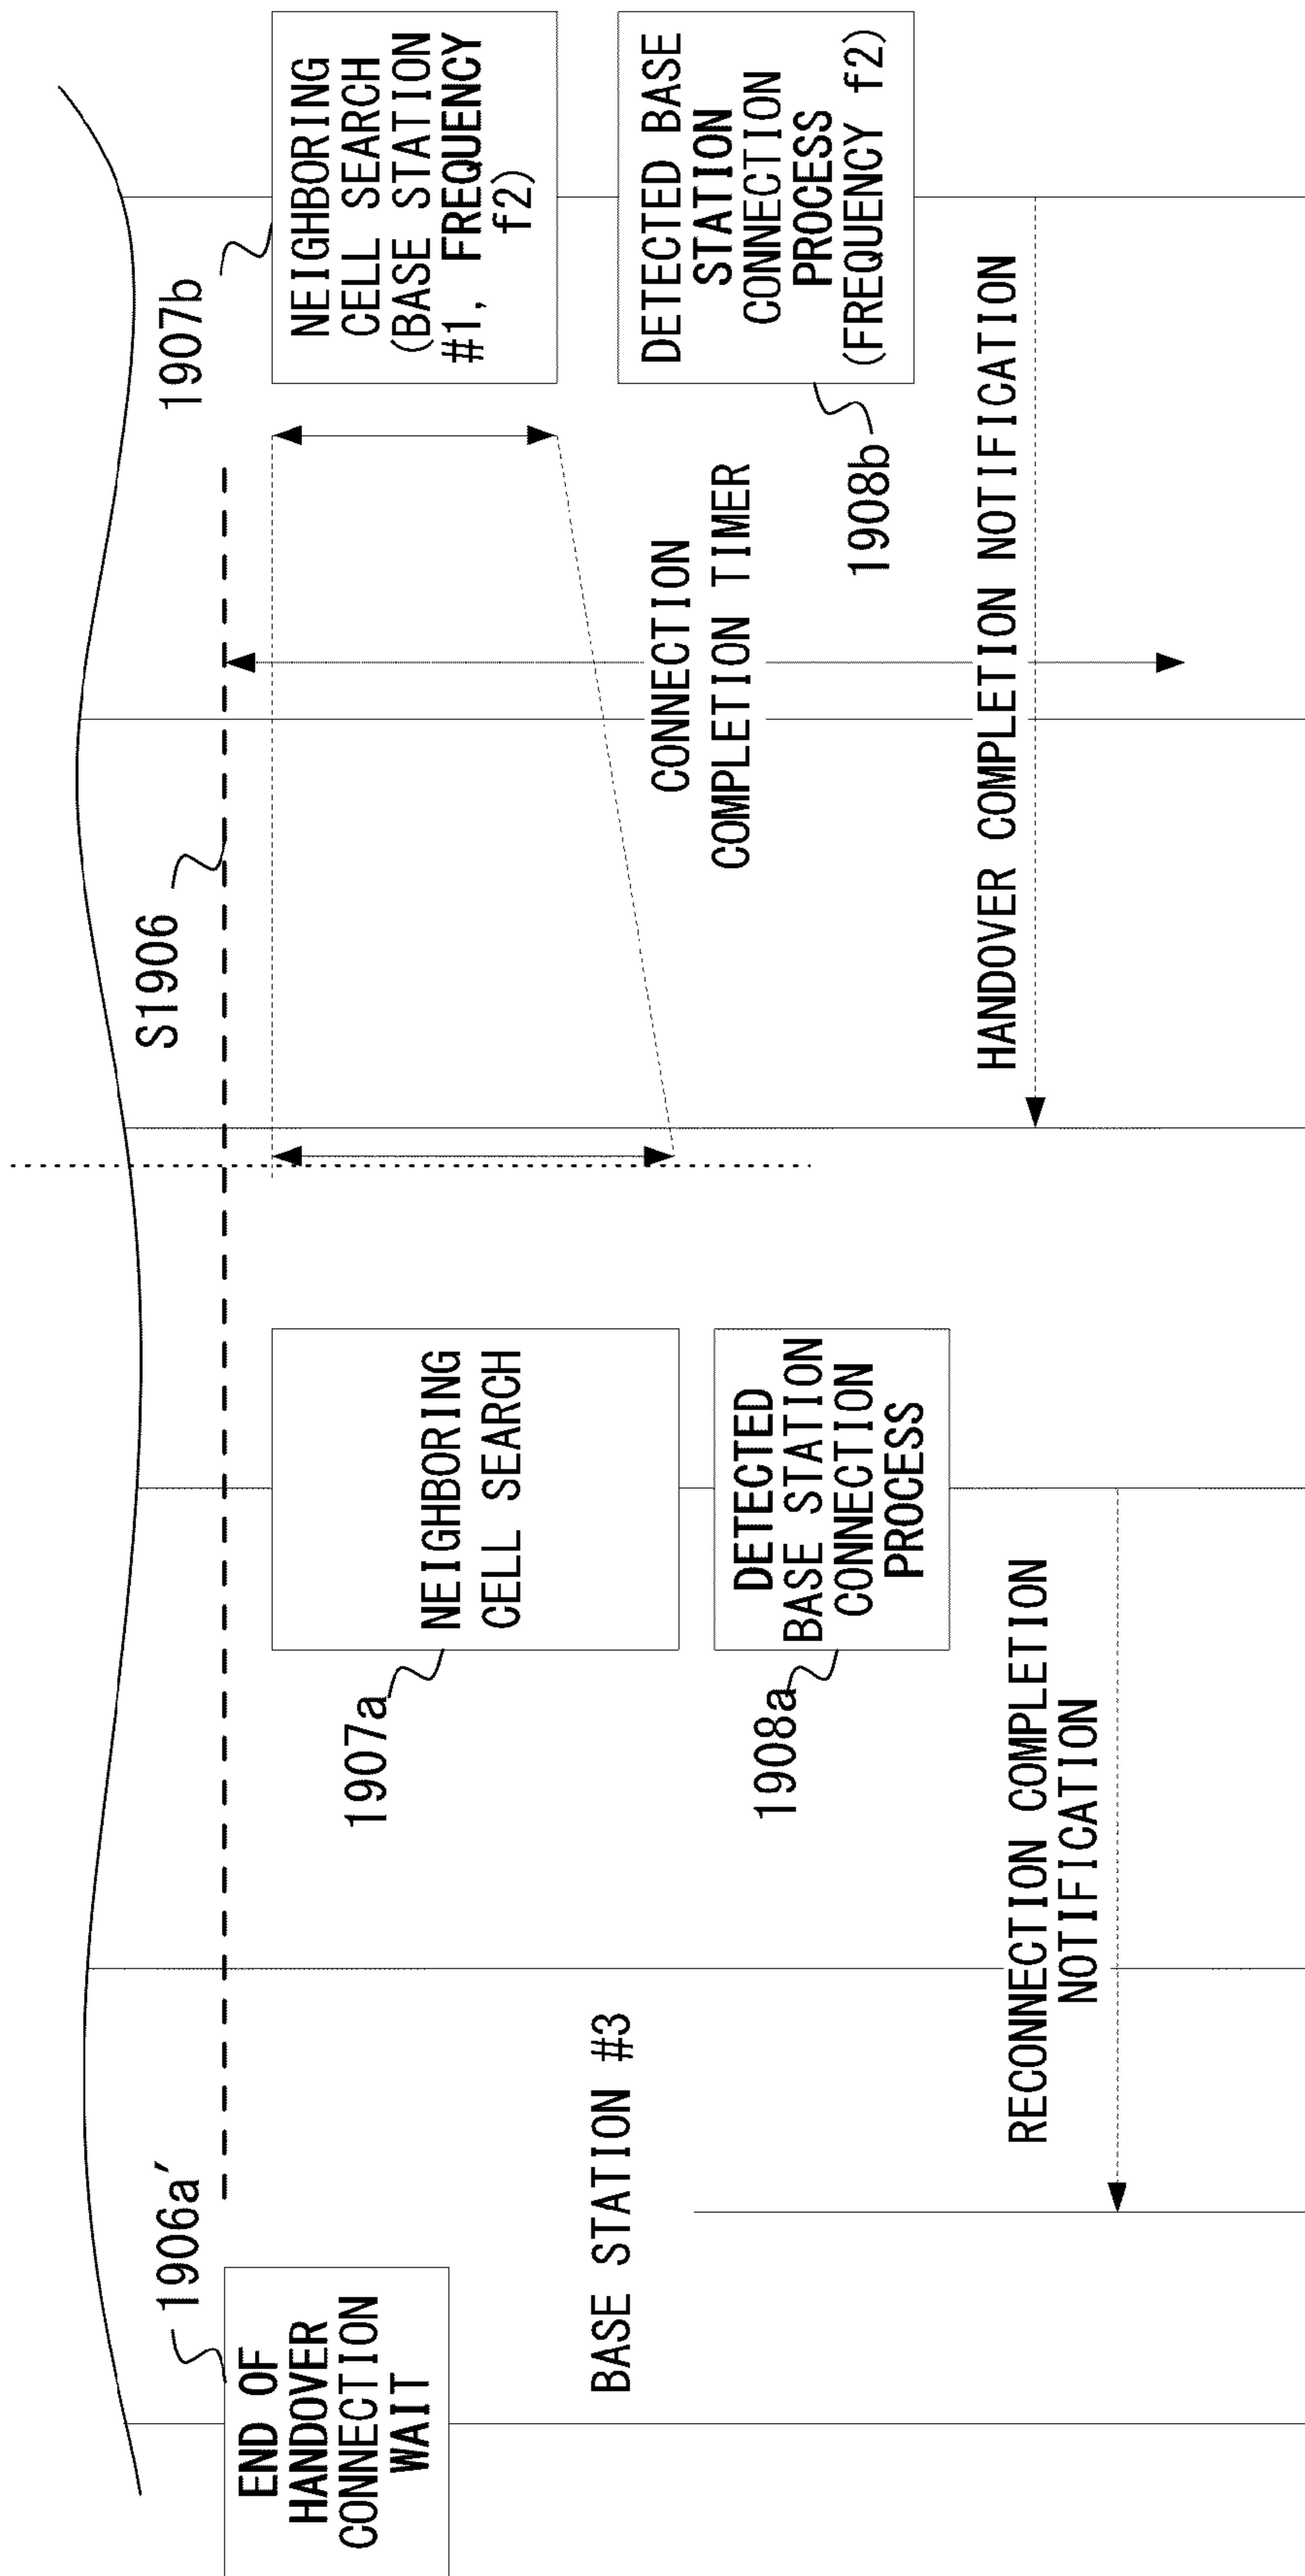 1906a′
END OF
HANDOVER
CONNECTION
WAIT
BASE STATION #3
RECONNECTION COMPLETION
NOTIFICATION
1907a
NEIGHBORING
CELL SEARCH
1908a
DETECTED
BASE STATION
CONNECTION
PROCESS
S1906
CONNECTION
COMPLETION TIMER
HANDOVER COMPLETION NOTIFICATION
1907b
NEIGHBORING
CELL SEARCH
(BASE STATION
#1, FREQUENCY
f2)
1908b
DETECTED BASE
STATION
CONNECTION
PROCESS
(FREQUENCY f2)